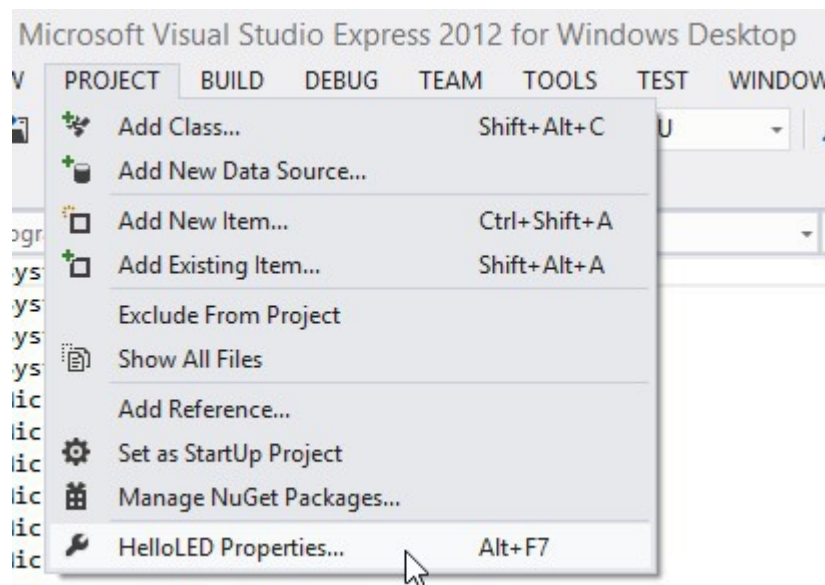 Microsoft Visual Studio Express 2012 for Windows Desktop
PROJECT BUILD DEBUG TEAM TOOLS TEST WINDOW
Add Class... Shift+Alt+C
U
Add New Data Source...
Add New Item... Ctrl+Shift+A
Add Existing Item... Shift+Alt+A
Exclude From Project
Show All Files
Add Reference...
Set as StartUp Project
Manage NuGet Packages...
HelloLED Properties... Alt+F7